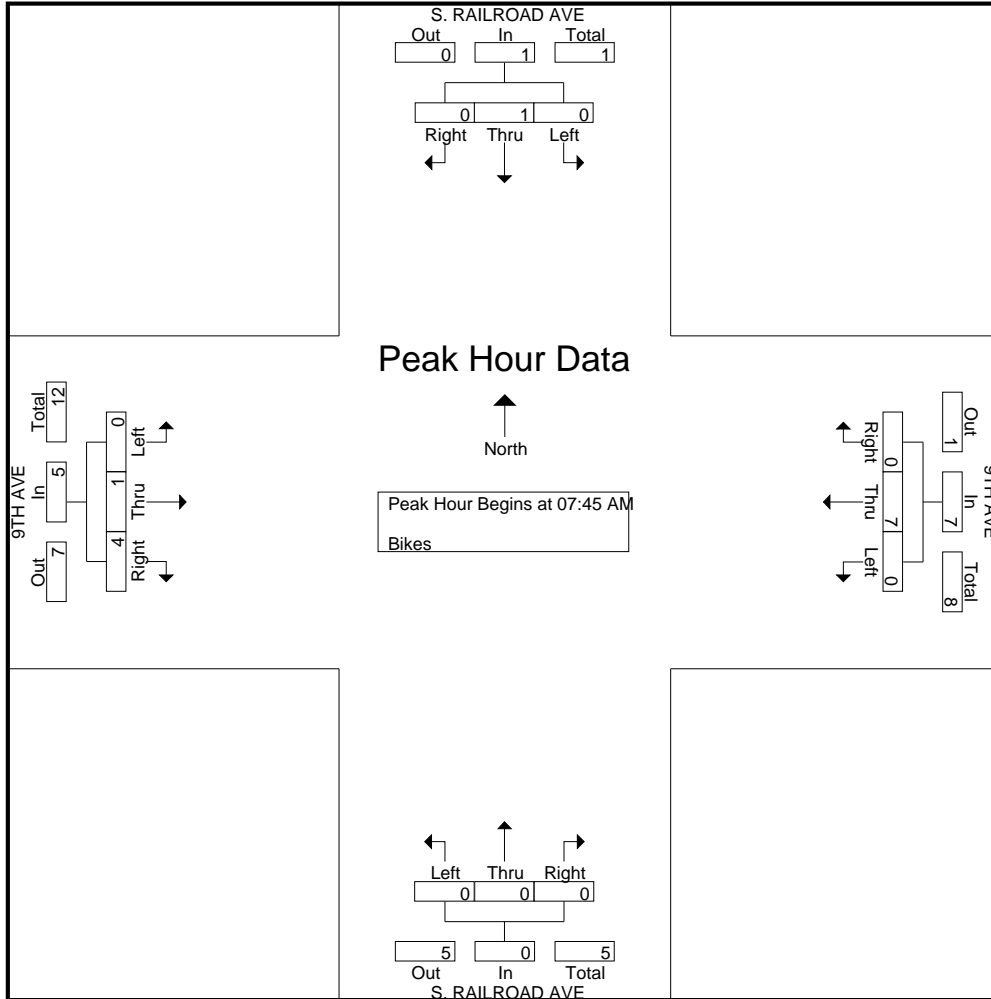 S. RAILROAD AVE
Out In Total
0 1 1
0 1 0
Right Thru Left
Peak Hour Data
North
Peak Hour Begins at 07:45 AM
Bikes
9TH AVE
Out In Total
7 5 12
4 1 0
Right Thru Left
9TH AVE
Out In Total
1 7 8
0 7 0
Right Thru Left
Left Thru Right
0 0 0
5 0 5
Out In Total
S. RAILROAD AVE